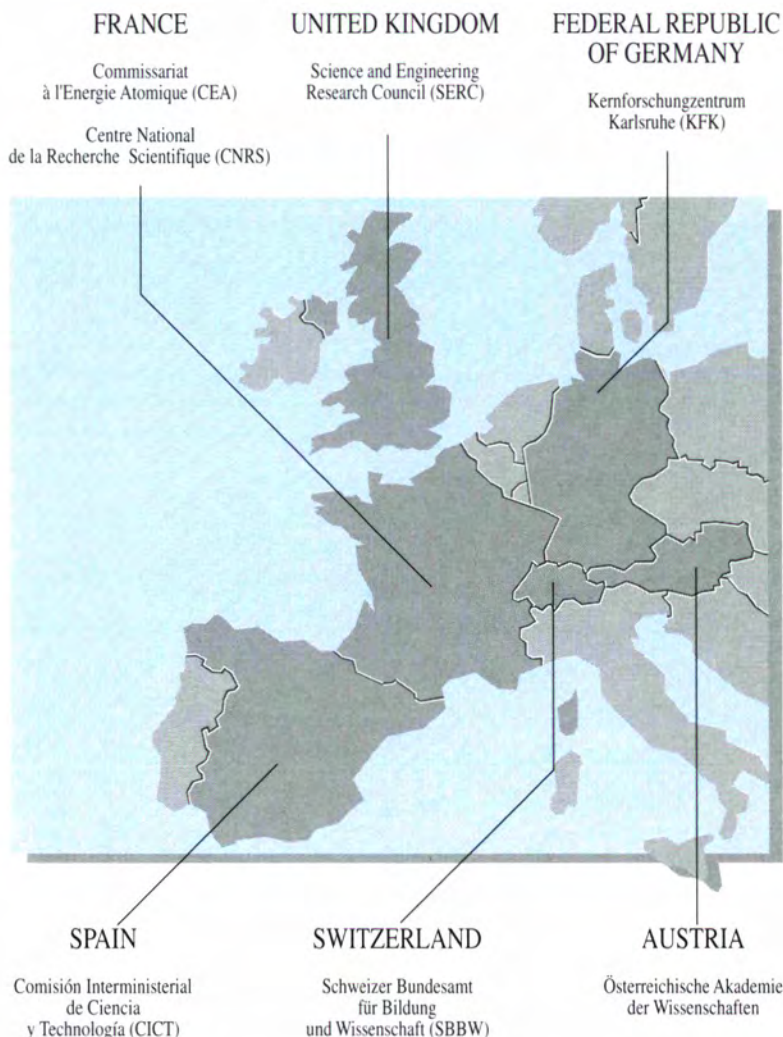 FRANCE
Commissariat
à l'Energie Atomique (CEA)
Centre National
de la Recherche Scientifique (CNRS)
UNITED KINGDOM
Science and Engineering
Research Council (SERC)
FEDERAL REPUBLIC
OF GERMANY
Kernforschungzentrum
Karlsruhe (KFK)
SPAIN
Comisión Interministerial
de Ciencia
y Technología (CICT)
SWITZERLAND
Schweizer Bundesamt
für Bildung
und Wissenschaft (SBBW)
AUSTRIA
Österreichische Akademie
der Wissenschaften